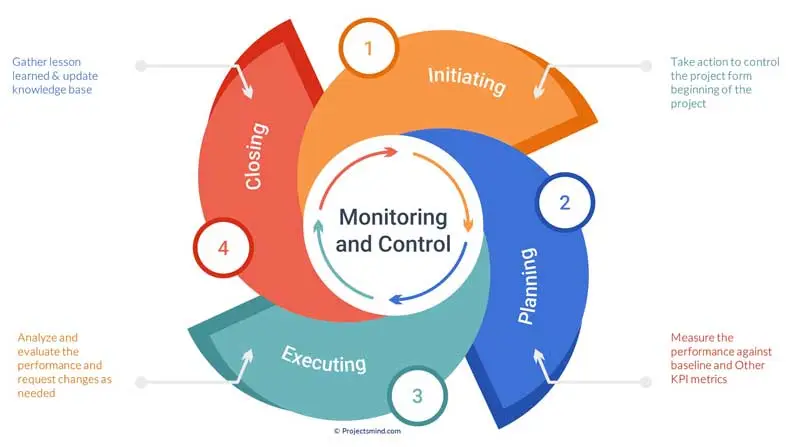 1
Initiating
Gather lesson
learned & update
knowledge base
Take action to control
the project form
beginning of the
project
Closing
2
Monitoring
and Control
4
Planning
Analyze and
evaluate the
performance and
request changes as
needed
Executing
3
Measure the
performance against
baseline and Other
KPI metrics
© Projectsmind.com